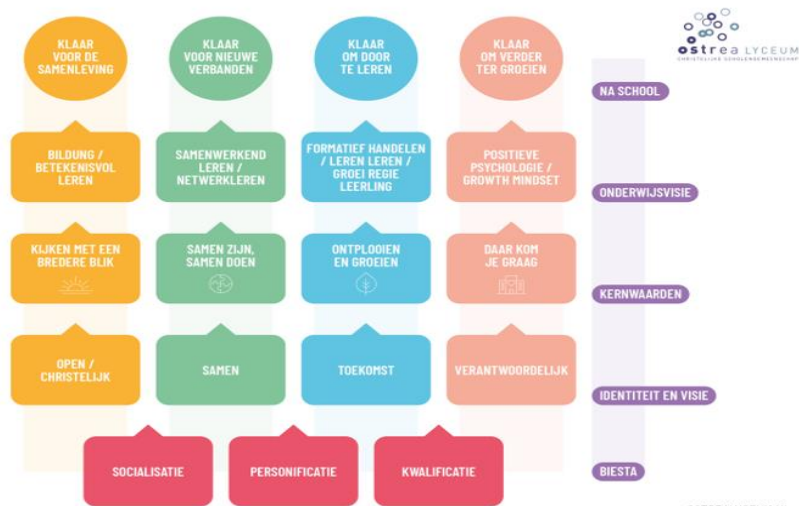 KLAAR
VOOR DE
SAMENLEVING
KLAAR
VOOR NIEUWE
VERBANDEN
KLAAR
OM DOOR
TE LEREN
KLAAR
OM VERDER
TER GROEIEN
ostrea LYCEUM
CHRISTELIJKE SCHOLENGEMEENSCHAP
NA SCHOOL
BILDUNG /
BETEKENISVOL
LEREN
SAMENWERKEND
LEREN /
NETWERKLEREN
FORMATIEF HANDELEN
/ LEREN LEREN /
GROEI REGIE
LEERLING
POSITIEVE
PSYCHOLOGIE /
GROWTH MINDSET
ONDERWIJSVISIE
KIJKEN MET EEN
BREDERE BLIK
SAMEN ZIJN,
SAMEN DOEN
ONTPLOOIEN
EN GROEIEN
DAAR KOM
JE GRAAG
KERNWAARDEN
OPEN /
CHRISTELIJK
SAMEN
TOEKOMST
VERANTWOORDELIJK
IDENTITEIT EN VISIE
SOCIALISATIE
PERSONIFICATIE
KWALIFICATIE
BIESTA